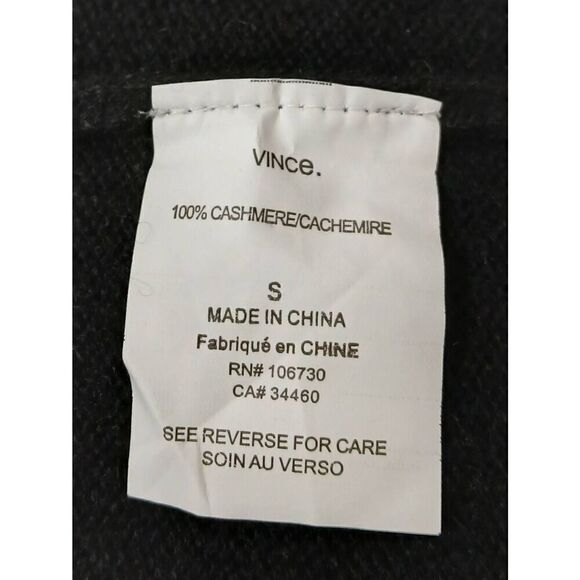 VINCe.
100% CASHMERE/CACHEMIRE
S
MADE IN CHINA
Fabriqué en CHINE
RN# 106730
CA# 34460
SEE REVERSE FOR CARE
SOIN AU VERSO